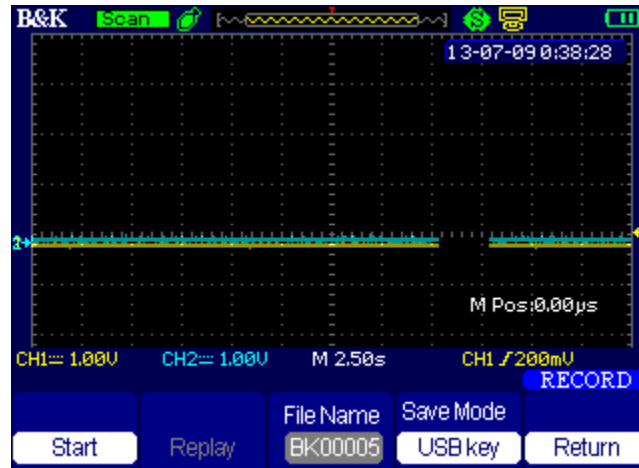 B&K Scan S
13-07-09 0:38:28
2
M Pos:0.00µs
CH1 1.00V CH2 1.00V M 2.50s CH1 200mV
RECORD
File Name Save Mode
Start Replay BK00005 USB key Return